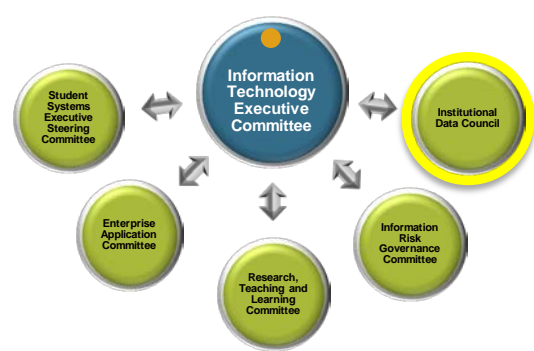 Information
Technology
Executive
Committee
Student
Systems
Executive
Steering
Committee
Institutional
Data Council
Enterprise
Application
Committee
Information
Risk
Governance
Committee
Research,
Teaching and
Learning
Committee